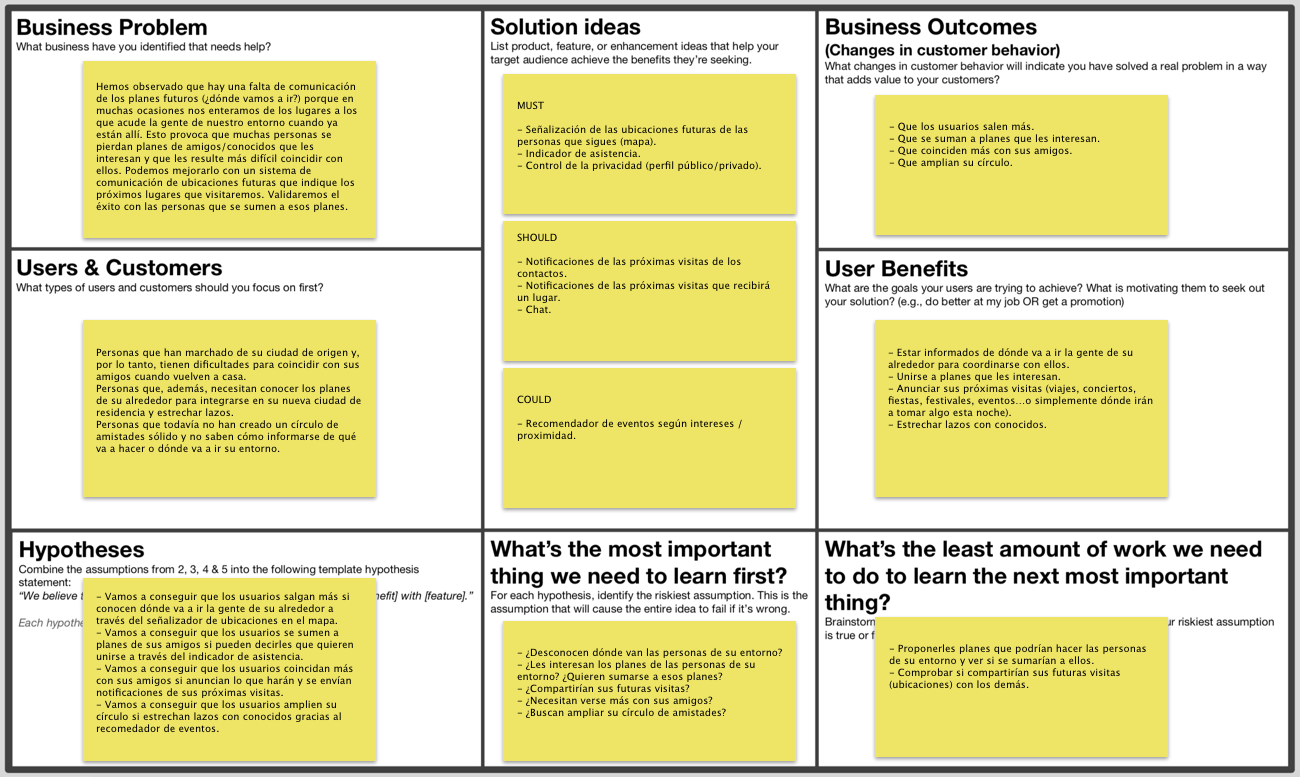 Business Problem
What business have you identified that needs help?
Hemos observado que hay una falta de comunicación
de los planes futuros (¿dónde vamos a ir?) porque en
muchas ocasiones nos enteramos de los lugares a los
que acude la gente de nuestro entorno cuando ya
están allí. Esto provoca que muchas personas se
pierdan planes de amigos/conocidos que les
interesan y que les resulte más difícil coincidir con
ellos. Podemos mejorarlo con un sistema de
comunicación de ubicaciones futuras que indique los
próximos lugares que visitaremos. Validaremos el
éxito con las personas que se sumen a esos planes.
Solution ideas
List product, feature, or enhancement ideas that help your
target audience achieve the benefits they're seeking.
MUST
- Señalización de las ubicaciones futuras de las
personas que sigues (mapa).
- Indicador de asistencia.
- Control de la privacidad (perfil público/privado).
SHOULD
- Notificaciones de las próximas visitas de los
contactos.
- Notificaciones de las próximas visitas que recibirá
un lugar.
- Chat.
COULD
- Recomendador de eventos según intereses /
proximidad.
Business Outcomes
(Changes in customer behavior)
What changes in customer behavior will indicate you have solved a real problem in a way
that adds value to your customers?
- Que los usuarios salen más.
- Que se suman a planes que les interesan.
- Que coinciden más con sus amigos.
- Que amplian su círculo.
Users & Customers
What types of users and customers should you focus on first?
Personas que han marchado de su ciudad de origen y,
por lo tanto, tienen dificultades para coincidir con sus
amigos cuando vuelven a casa.
Personas que, además, necesitan conocer los planes
de su alrededor para integrarse en su nueva ciudad de
residencia y estrechar lazos.
Personas que todavía no han creado un círculo de
amistades sólido y no saben cómo informarse de qué
va a hacer o dónde va a ir su entorno.
User Benefits
What are the goals your users are trying to achieve? What is motivating them to seek out
your solution? (e.g., do better at my job OR get a promotion)
- Estar informados de dónde va a ir la gente de su
alrededor para coordinarse con ellos.
- Unirse a planes que les interesan.
- Anunciar sus próximas visitas (viajes, conciertos,
fiestas, festivales, eventos...o simplemente dónde irán
a tomar algo esta noche).
- Estrechar lazos con conocidos.
Hypotheses
Combine the assumptions from 2, 3, 4 & 5 into the following template hypothesis
statement:
"We believe [feature]."
Each
- Vamos a conseguir que los usuarios salgan más si
conocen dónde va a ir la gente de su alrededor a
través del señalizador de ubicaciones en el mapa.
- Vamos a conseguir que los usuarios se sumen a
planes de sus amigos si pueden decirles que quieren
unirse a través del indicador de asistencia.
- Vamos a conseguir que los usuarios coincidan más
con sus amigos si anuncian lo que harán y se envían
notificaciones de sus próximas visitas.
- Vamos a conseguir que los usuarios amplien su
círculo si estrechan lazos con conocidos gracias al
recomedador de eventos.
What's the most important
thing we need to learn first?
For each hypothesis, identify the riskiest assumption. This is the
assumption that will cause the entire idea to fail if it's wrong.
- ¿Desconocen dónde van las personas de su entorno?
- ¿Les interesan los planes de las personas de su
entorno? ¿Quieren sumarse a esos planes?
- ¿Compartirían sus futuras visitas?
- ¿Necesitan verse más con sus amigos?
- ¿Buscan ampliar su círculo de amistades?
What's the least amount of work we need
to do to learn the next most important
thing?
riskiest assumption
is true or
- Proponerles planes que podrían hacer las personas
de su entorno y ver si se sumarían a ellos.
- Comprobar si compartirían sus futuras visitas
(ubicaciones) con los demás.